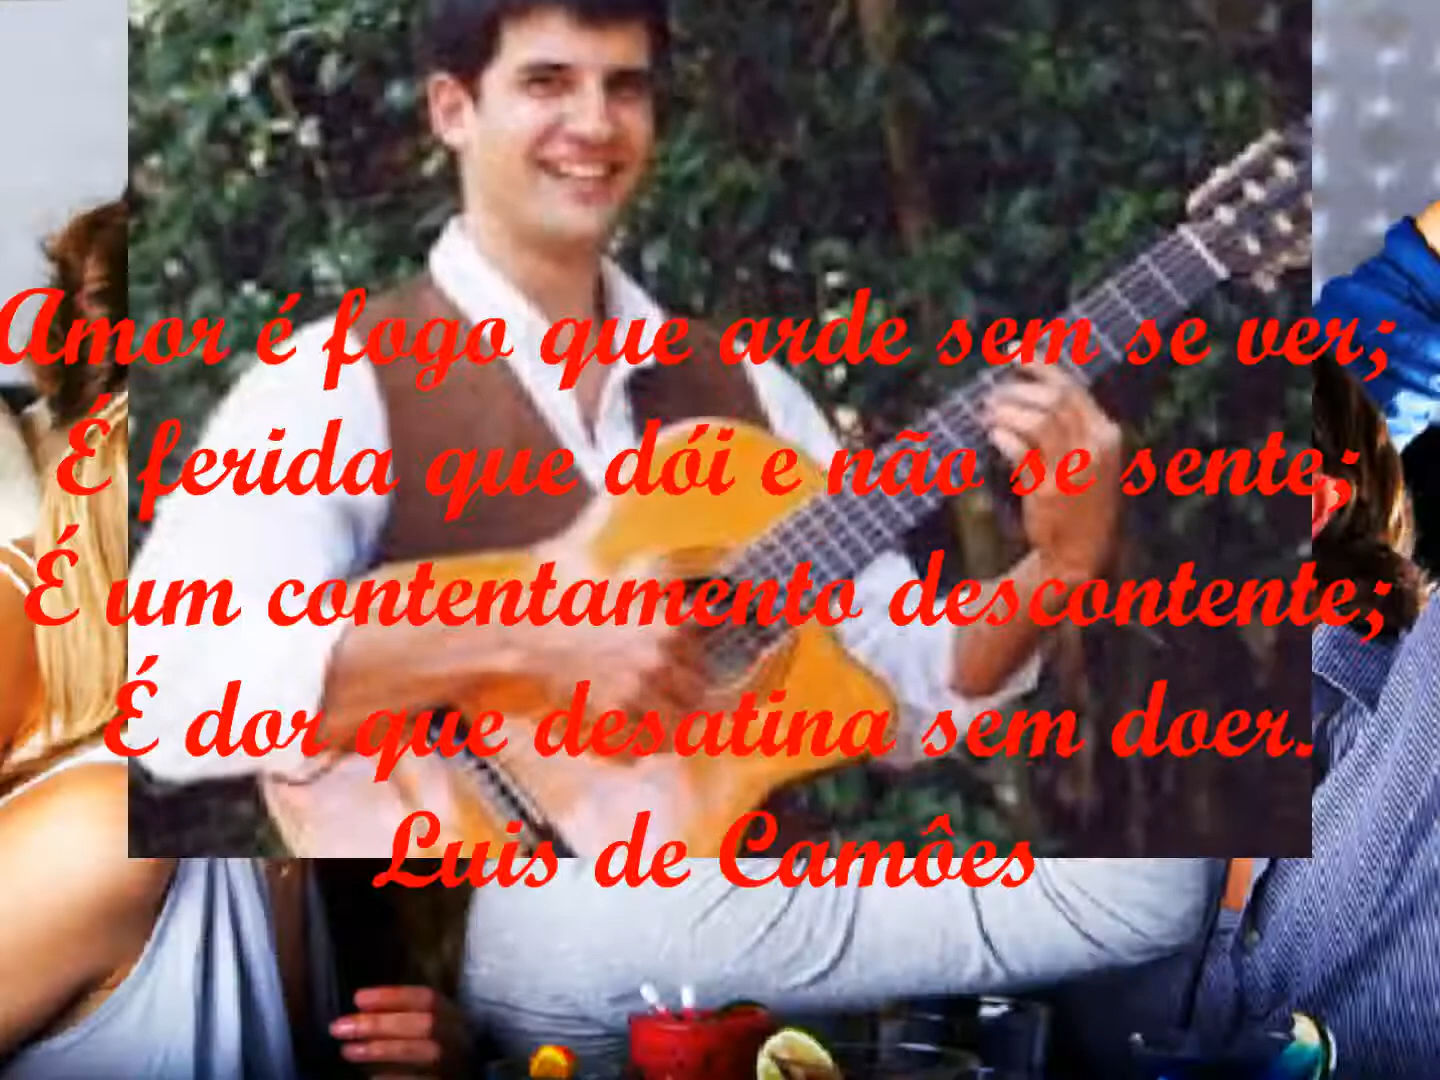 Amor é fogo que arde sem se ver;
É ferida que dói e não se sente;
É um contentamento descontente;
É dor que desatina sem doer.
Luis de Camões